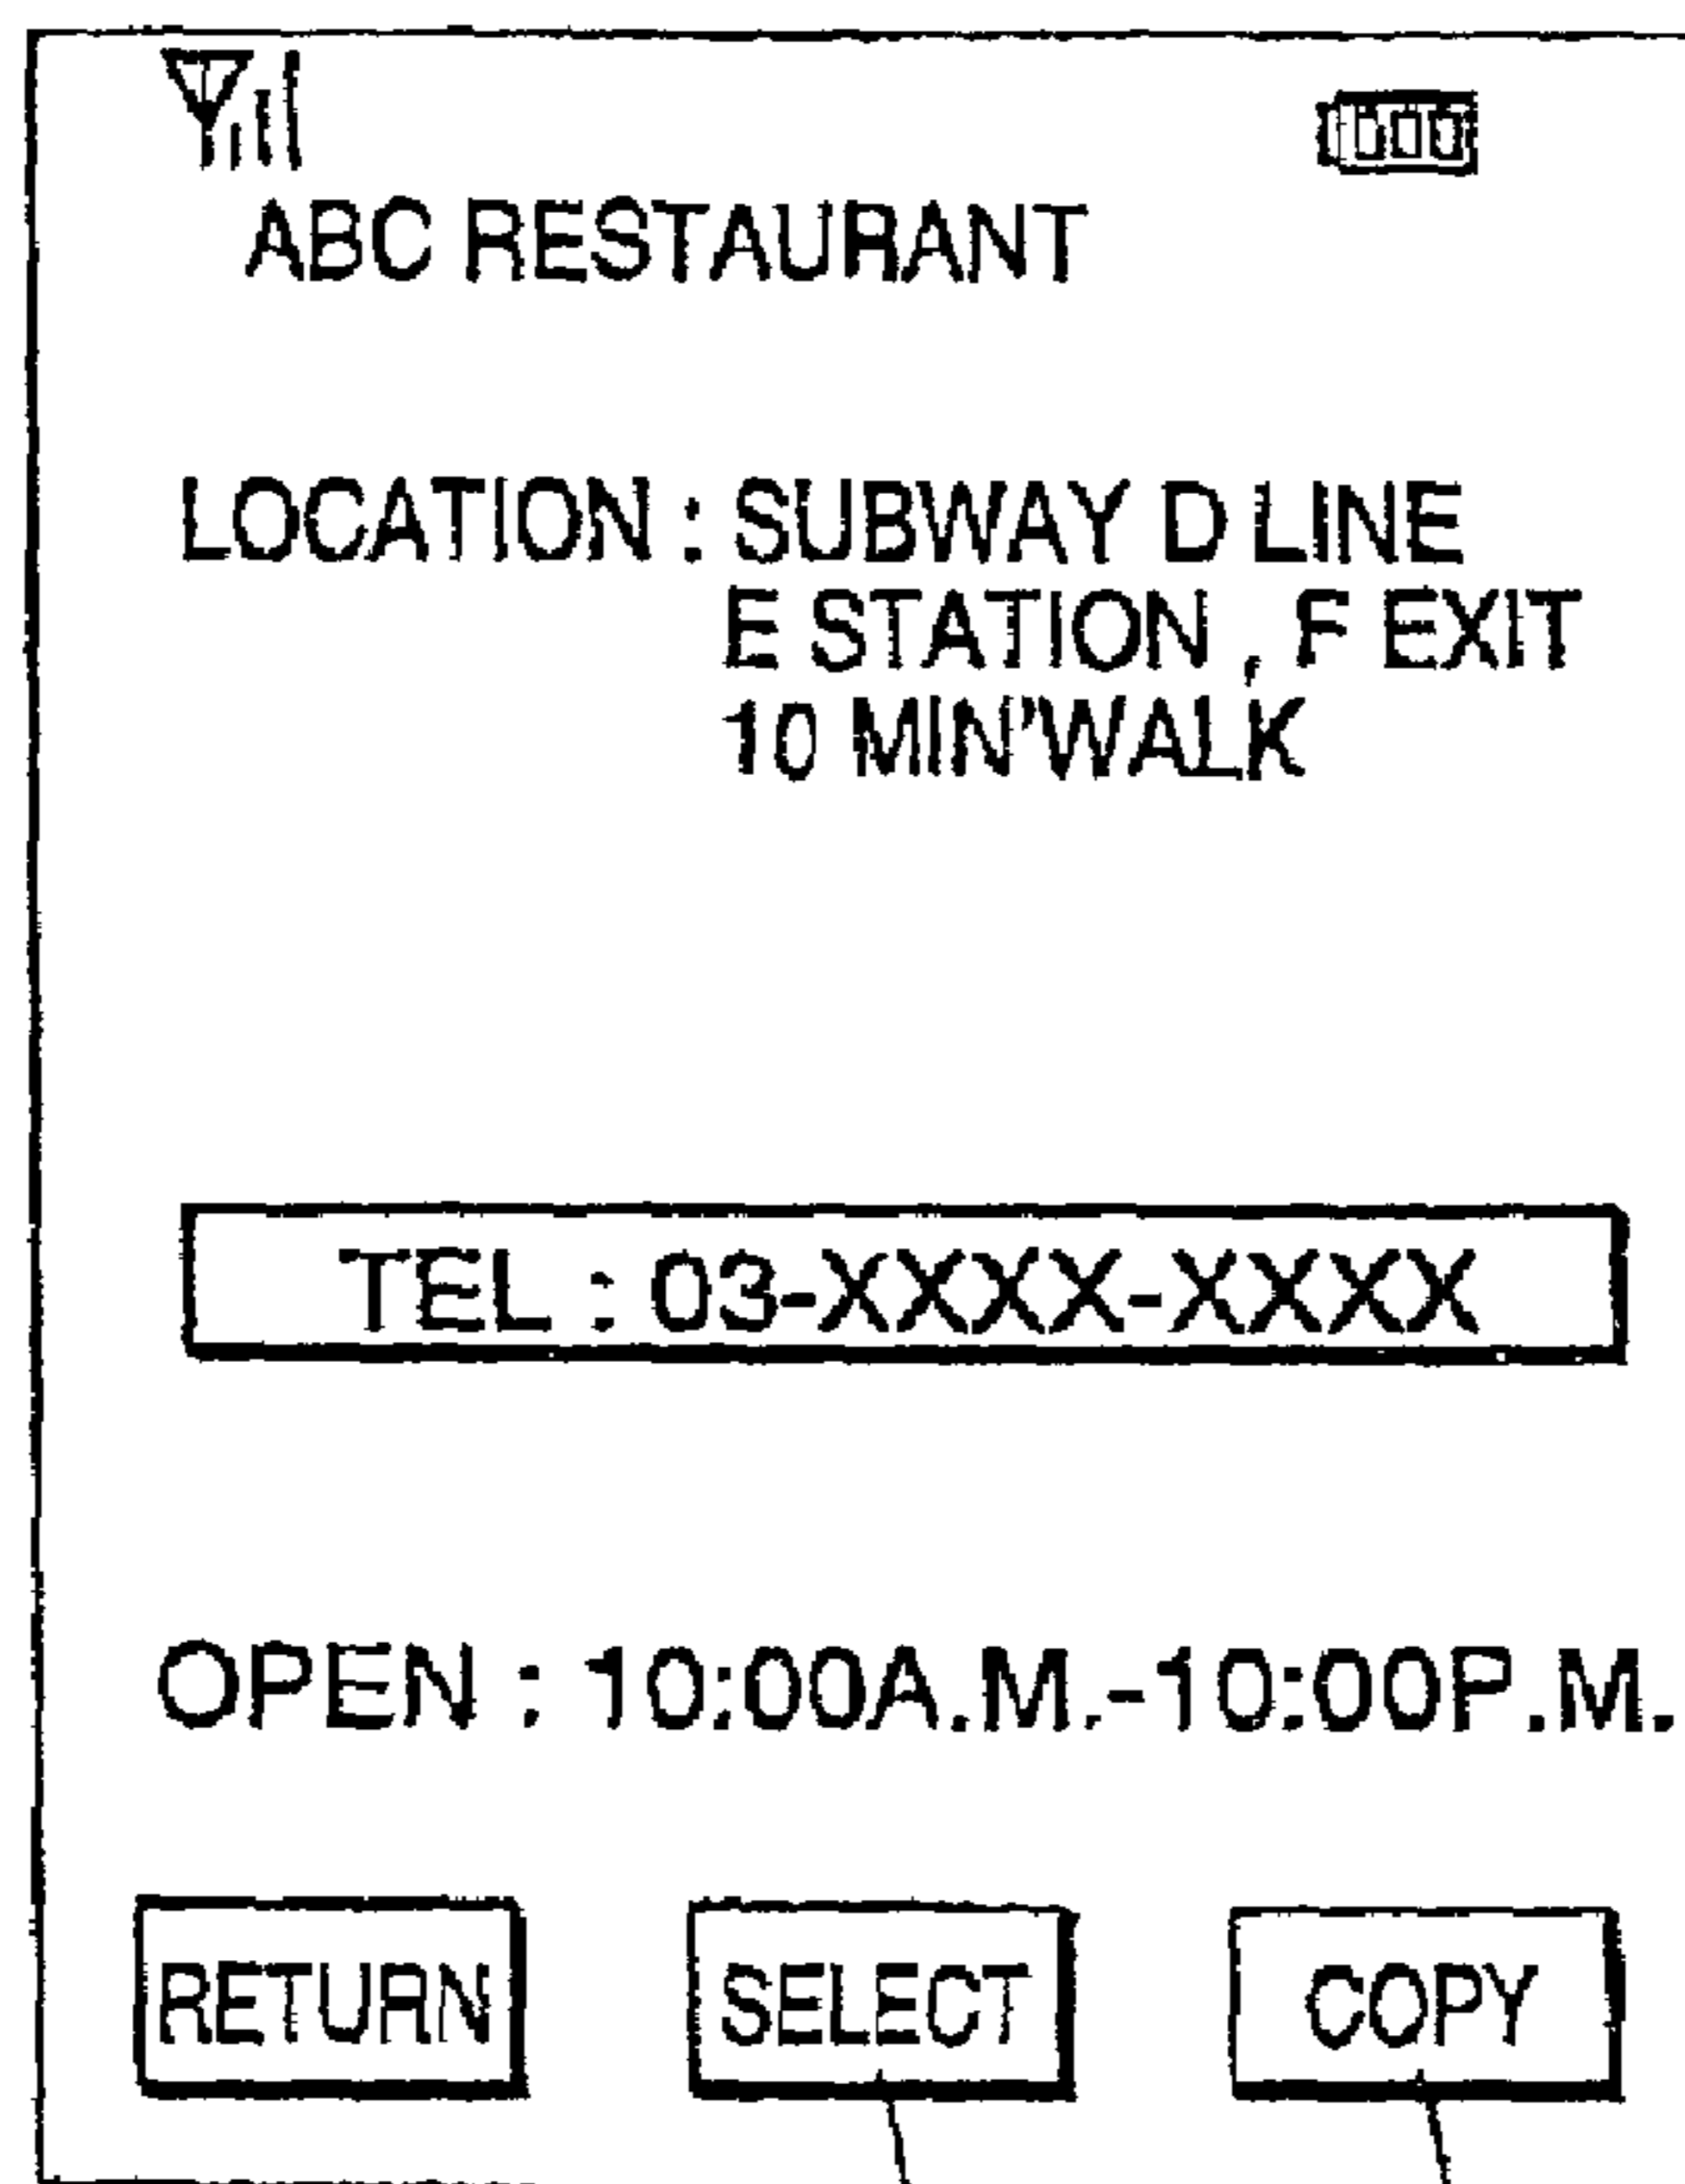 ABC RESTAURANT
LOCATION : SUBWAY D LINE
E STATION , F EXIT
10 MIN'WALK
TEL : 03-XXXX-XXXX
OPEN : 10:00A.M.-10:00P.M.
RETURN
SELECT
COPY